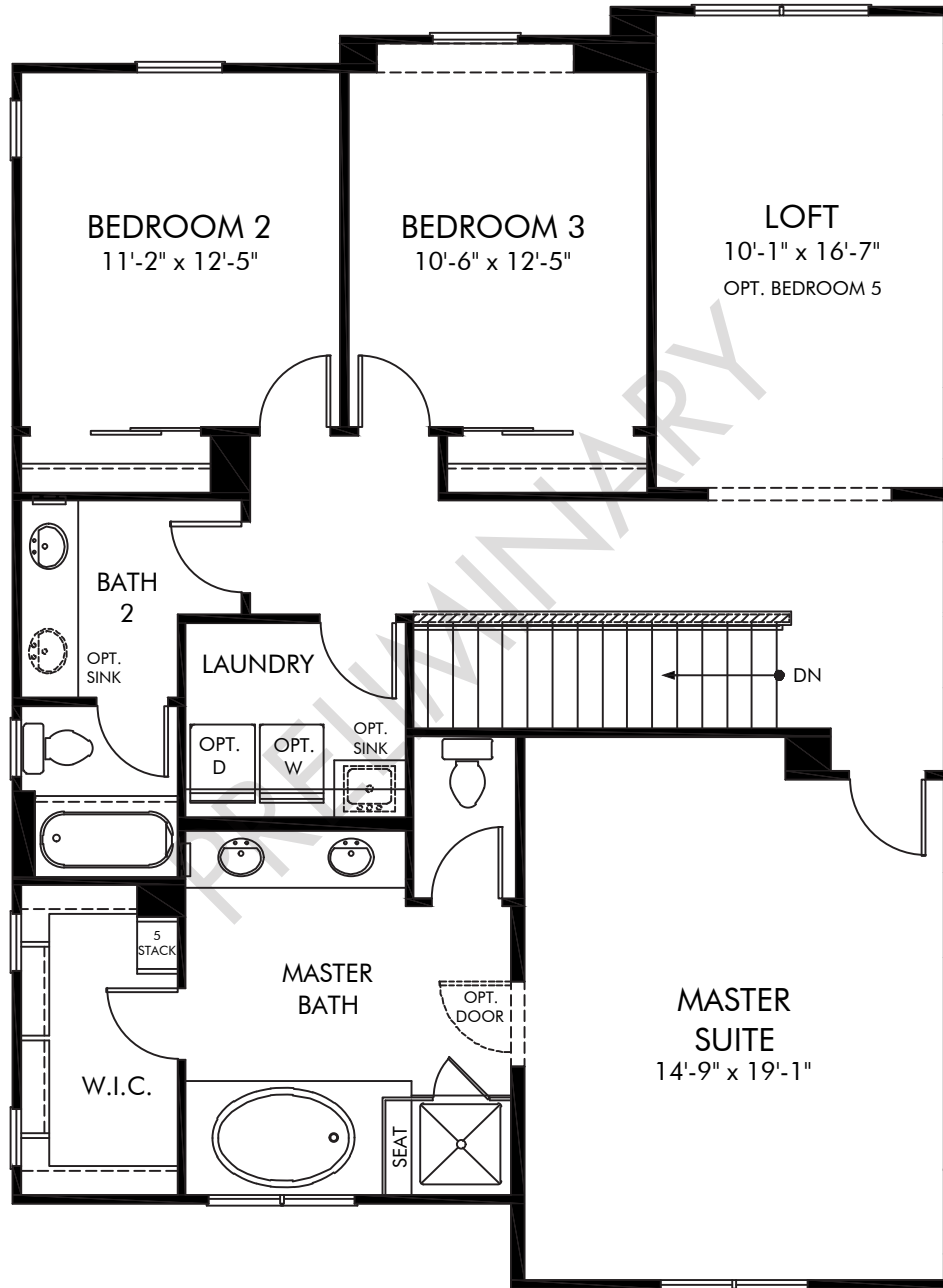 BEDROOM 2
11'-2" x 12'-5"
BEDROOM 3
10'-6" x 12'-5"
LOFT
10'-1" x 16'-7"
OPT. BEDROOM 5
PRELIMINARY
BATH
2
OPT.
SINK
LAUNDRY
OPT.
D
OPT.
W
OPT.
SINK
DN
5
STACK
W.I.C.
MASTER
BATH
OPT.
DOOR
SEAT
MASTER
SUITE
14'-9" x 19'-1"